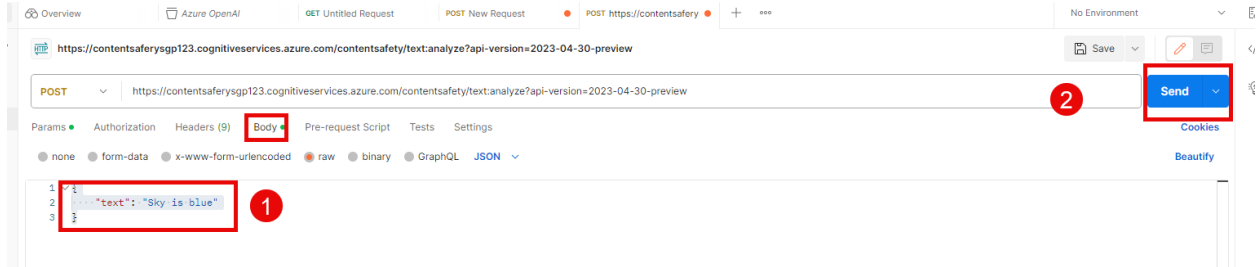 Overview Azure OpenAI GET Untitled Request POST New Request POST https://contentsafery + ooo No Environment
HTTP https://contentsaferysgp123.cognitiveservices.azure.com/contentsafety/text:analyze?api-version=2023-04-30-preview Save
POST https://contentsaferysgp123.cognitiveservices.azure.com/contentsafety/text:analyze?api-version=2023-04-30-preview 2 Send
Params Authorization Headers (9) Body Pre-request Script Tests Settings Cookies
none form-data x-www-form-urlencoded raw binary GraphQL JSON Beautify
1 {
2 ····"text":·"Sky·is·blue" 1
3 }